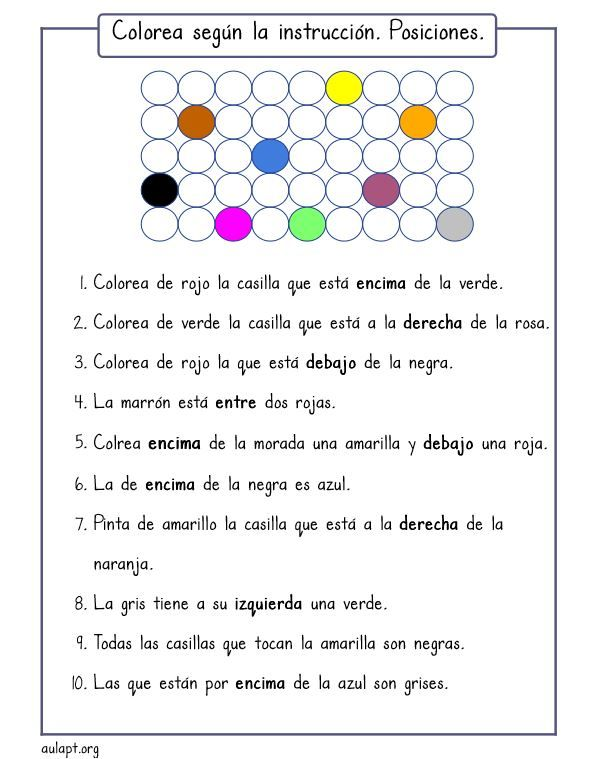 Colorea según la instrucción. Posiciones.
1. Colorea de rojo la casilla que está encima de la verde.
2. Colorea de verde la casilla que está a la derecha de la rosa.
3. Colorea de rojo la que está debajo de la negra.
4. La marrón está entre dos rojas.
5. Colrea encima de la morada una amarilla y debajo una roja.
6. La de encima de la negra es azul.
7. Pinta de amarillo la casilla que está a la derecha de la
naranja.
8. La gris tiene a su izquierda una verde.
9. Todas las casillas que tocan la amarilla son negras.
10. Las que están por encima de la azul son grises.
aulapt.org